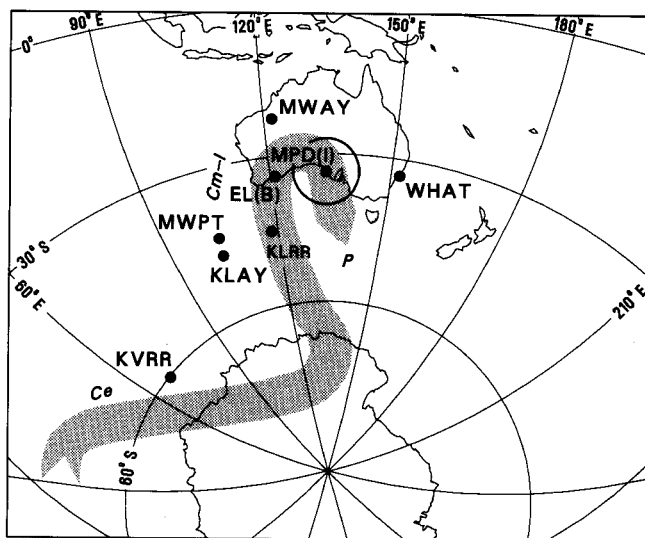 90° E
120° E
150° E
180° E
0°
MWAY
Cm-l
MPD(I)
EL(B)
WHAT
MWPT
KLRR
P
KLAY
30° S
60° E
210° E
KVRR
Ce
60° S